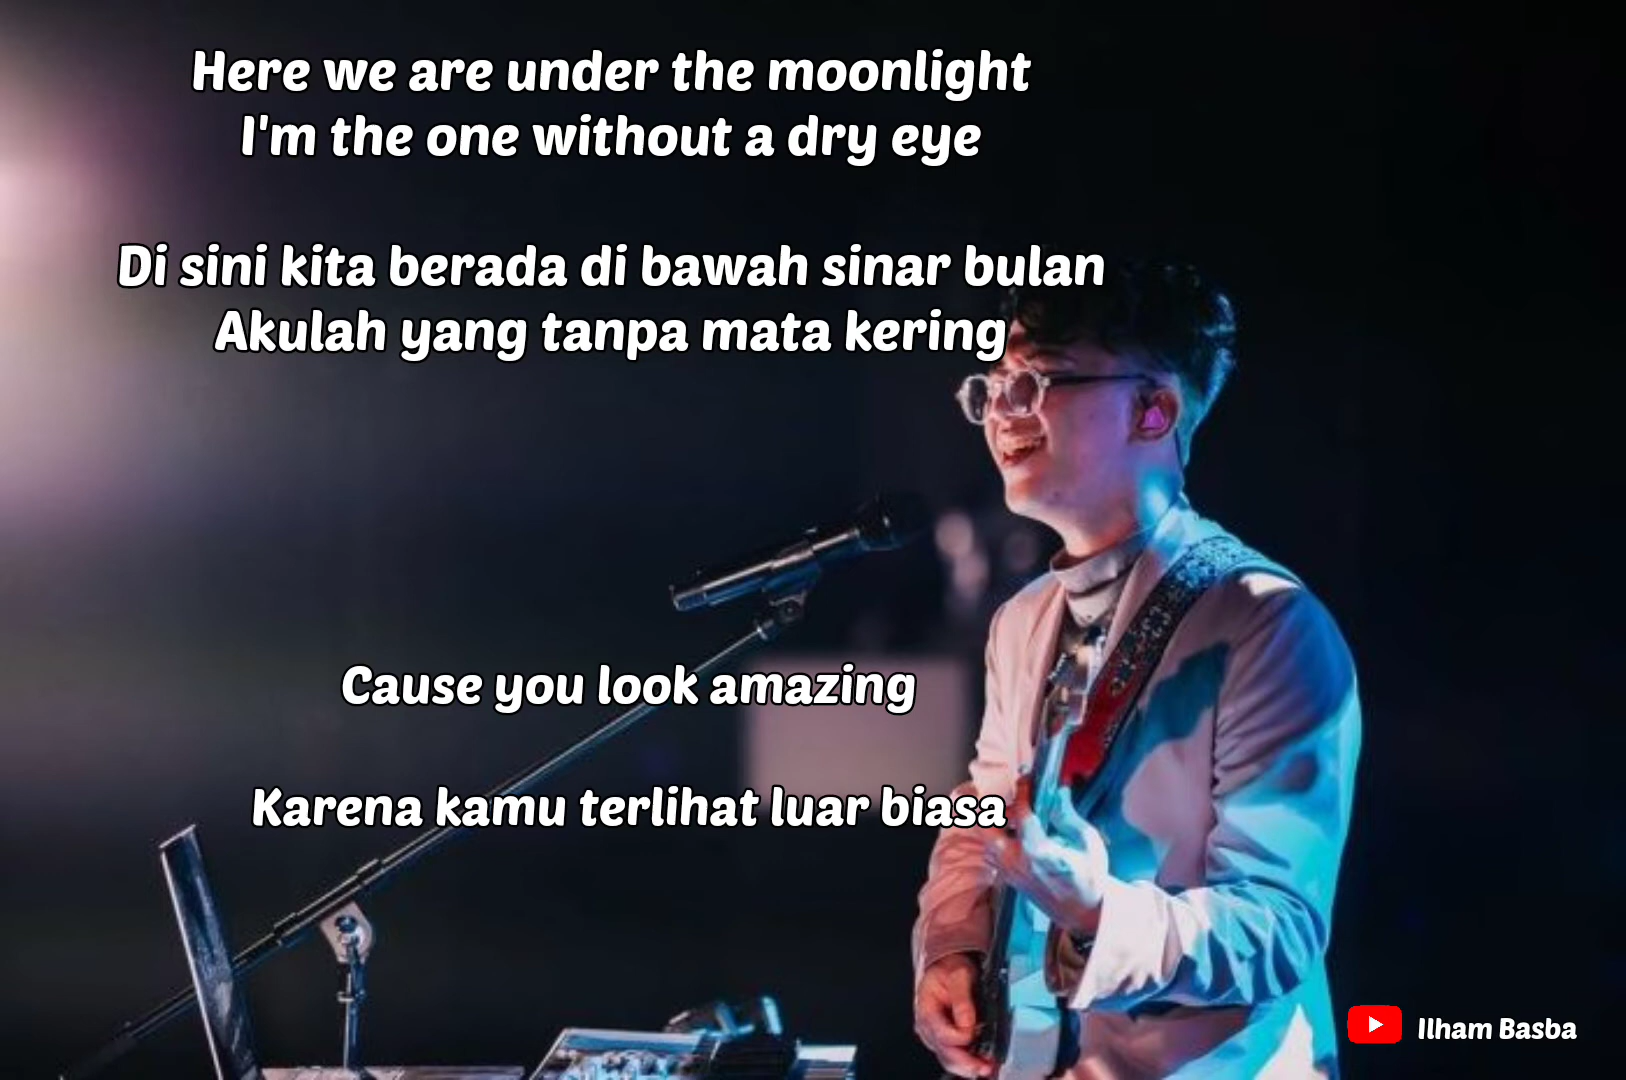 Here we are under the moonlight
I'm the one without a dry eye
Di sini kita berada di bawah sinar bulan
Akulah yang tanpa mata kering
Cause you look amazing
Karena kamu terlihat luar biasa
Ilham Basba